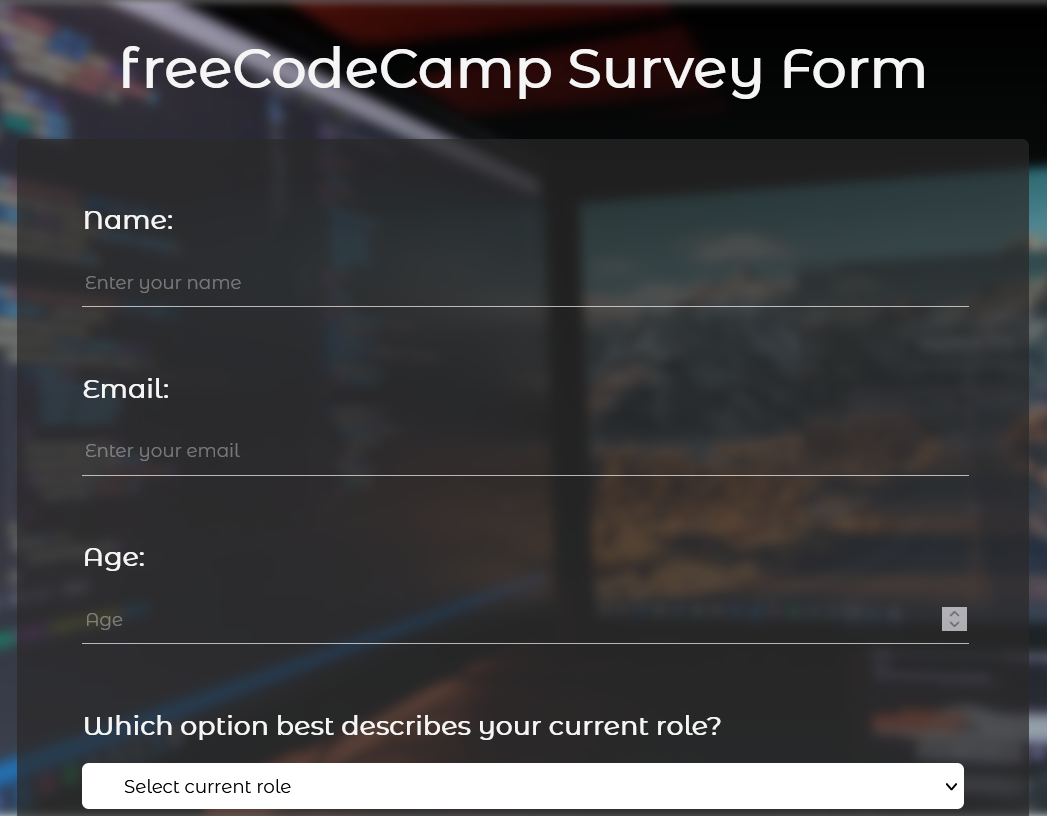 freeCodeCamp Survey Form
Name:
Enter your name
Email:
Enter your email
Age:
Age
Which option best describes your current role?
Select current role